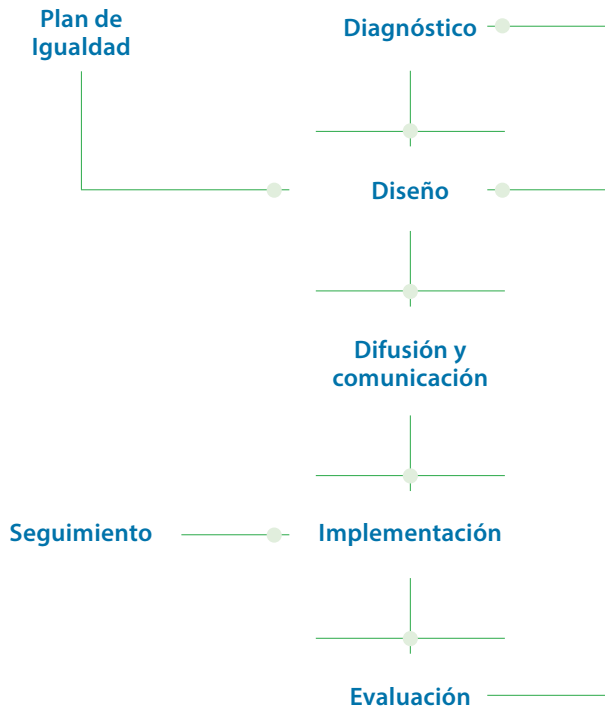 Plan de
Igualdad
Diagnóstico
Diseño
Difusión y
comunicación
Seguimiento
Implementación
Evaluación